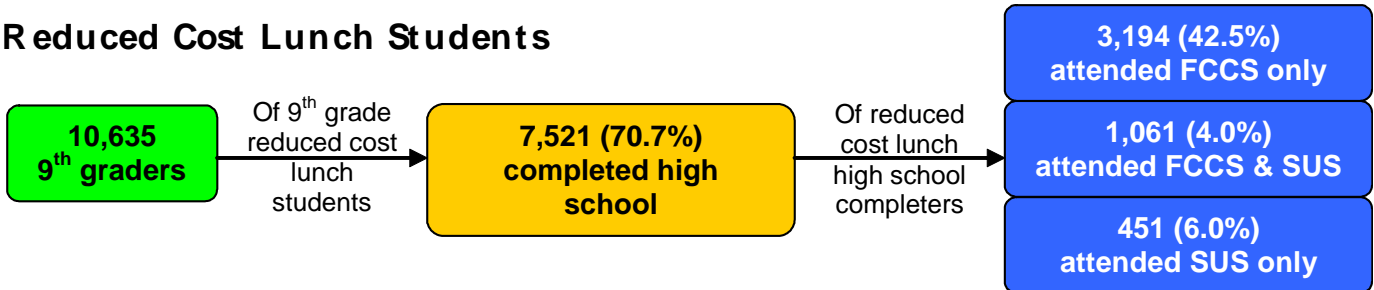 Reduced Cost Lunch Students
10,635
9th graders
Of 9th grade
reduced cost
lunch
students
7,521 (70.7%)
completed high
school
Of reduced
cost lunch
high school
completers
3,194 (42.5%)
attended FCCS only
1,061 (4.0%)
attended FCCS & SUS
451 (6.0%)
attended SUS only